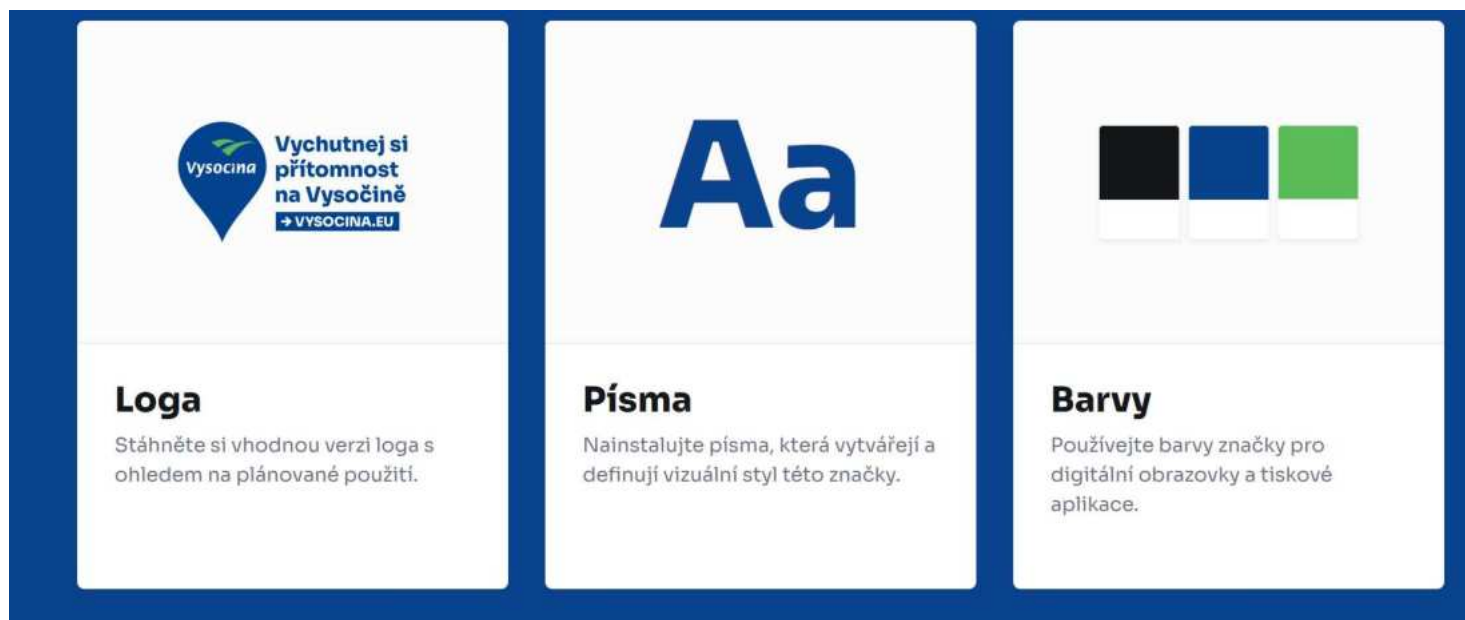 Vysocina
Vychutnej si
přítomnost
na Vysočině
→ VYSOCINA.EU
Aa
Loga
Stáhněte si vhodnou verzi loga s
ohledem na plánované použití.
Písma
Nainstalujte písma, která vytvářejí a
definují vizuální styl této značky.
Barvy
Používejte barvy značky pro
digitální obrazovky a tiskové
aplikace.